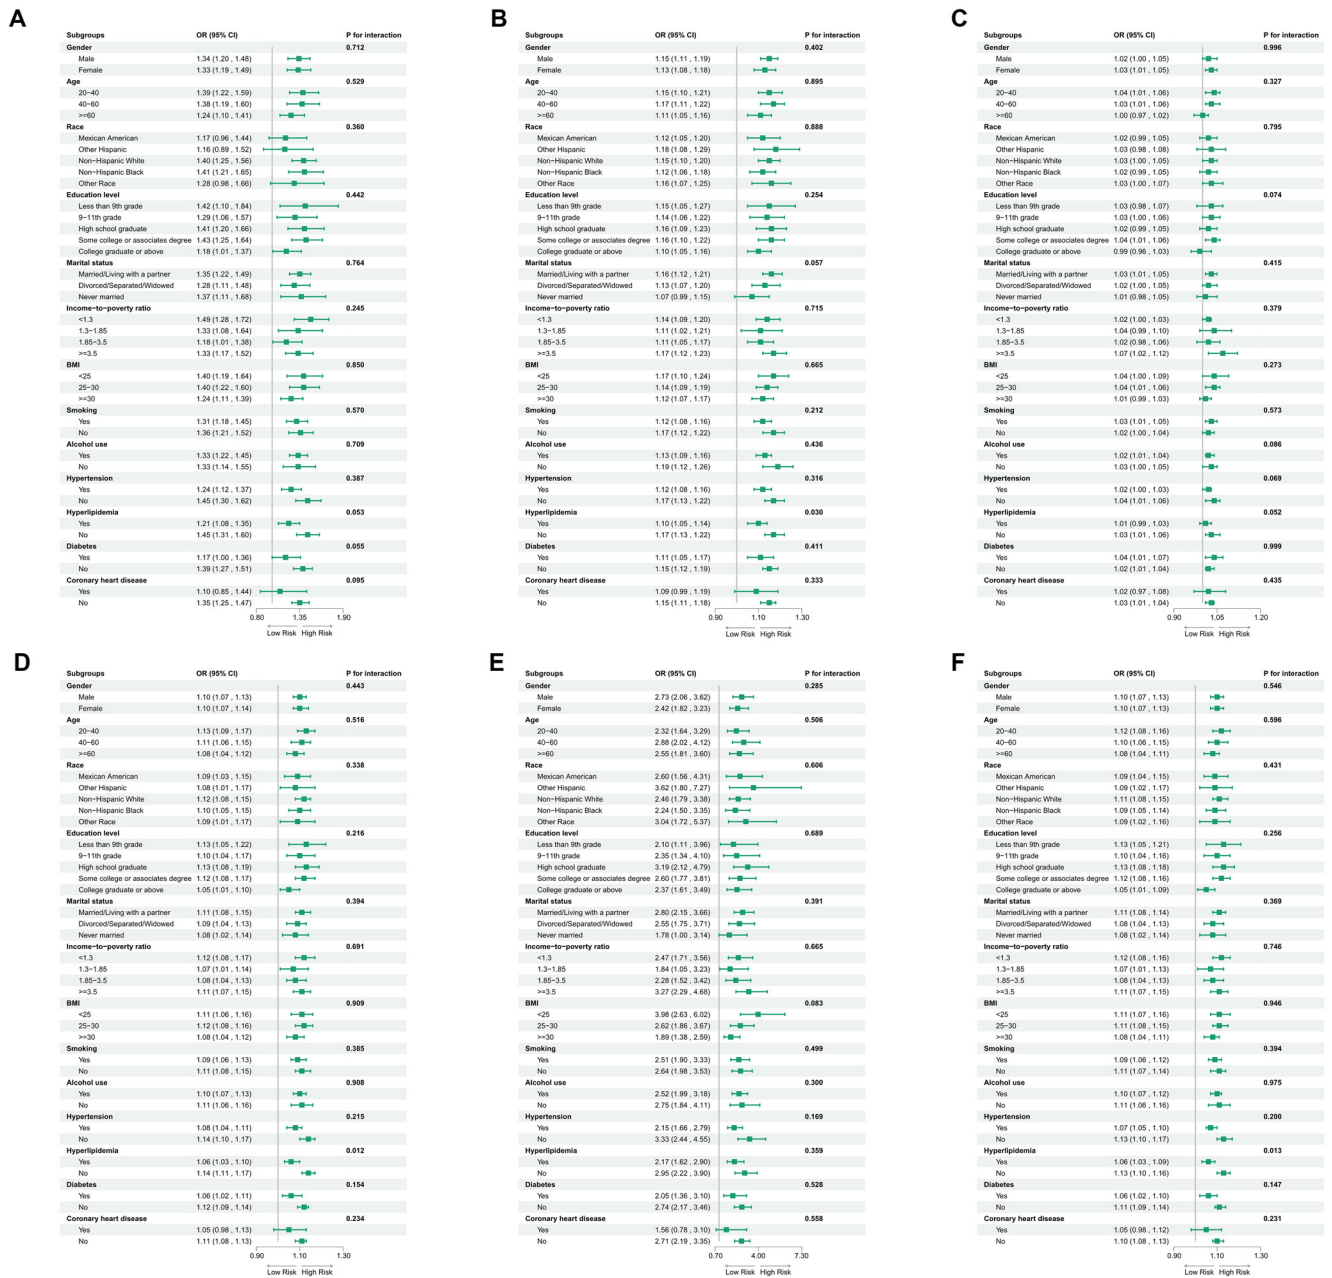 A
Subgroups OR (95% CI) P for interaction
Gender 0.712
Male 1.34 (1.20 , 1.48)
Female 1.33 (1.19 , 1.49)
Age 0.529
20−40 1.39 (1.22 , 1.59)
40−60 1.38 (1.19 , 1.60)
>=60 1.24 (1.10 , 1.41)
Race 0.360
Mexican American 1.17 (0.96 , 1.44)
Other Hispanic 1.16 (0.89 , 1.52)
Non−Hispanic White 1.40 (1.25 , 1.56)
Non−Hispanic Black 1.41 (1.21 , 1.65)
Other Race 1.28 (0.98 , 1.66)
Education level 0.442
Less than 9th grade 1.42 (1.10 , 1.84)
9−11th grade 1.29 (1.06 , 1.57)
High school graduate 1.41 (1.20 , 1.66)
Some college or associates degree 1.43 (1.25 , 1.64)
College graduate or above 1.18 (1.01 , 1.37)
Marital status 0.764
Married/Living with a partner 1.35 (1.22 , 1.49)
Divorced/Separated/Widowed 1.28 (1.11 , 1.48)
Never married 1.37 (1.11 , 1.68)
Income−to−poverty ratio 0.245
<1.3 1.49 (1.28 , 1.72)
1.3−1.85 1.33 (1.08 , 1.64)
1.85−3.5 1.18 (1.01 , 1.38)
>=3.5 1.33 (1.17 , 1.52)
BMI 0.850
<25 1.40 (1.19 , 1.64)
25−30 1.40 (1.22 , 1.60)
>=30 1.24 (1.11 , 1.39)
Smoking 0.570
Yes 1.31 (1.18 , 1.45)
No 1.36 (1.21 , 1.52)
Alcohol use 0.709
Yes 1.33 (1.22 , 1.45)
No 1.33 (1.14 , 1.55)
Hypertension 0.387
Yes 1.24 (1.12 , 1.37)
No 1.45 (1.30 , 1.62)
Hyperlipidemia 0.053
Yes 1.21 (1.08 , 1.35)
No 1.45 (1.31 , 1.60)
Diabetes 0.055
Yes 1.17 (1.00 , 1.36)
No 1.39 (1.27 , 1.51)
Coronary heart disease 0.095
Yes 1.10 (0.85 , 1.44)
No 1.35 (1.25 , 1.47)
0.80 1.35 1.90
Low Risk High Risk
B
Subgroups OR (95% CI) P for interaction
Gender 0.402
Male 1.15 (1.11 , 1.19)
Female 1.13 (1.08 , 1.18)
Age 0.895
20−40 1.15 (1.10 , 1.21)
40−60 1.17 (1.11 , 1.22)
>=60 1.11 (1.05 , 1.16)
Race 0.888
Mexican American 1.12 (1.05 , 1.20)
Other Hispanic 1.18 (1.08 , 1.29)
Non−Hispanic White 1.15 (1.10 , 1.20)
Non−Hispanic Black 1.12 (1.06 , 1.18)
Other Race 1.16 (1.07 , 1.25)
Education level 0.254
Less than 9th grade 1.15 (1.05 , 1.27)
9−11th grade 1.14 (1.06 , 1.22)
High school graduate 1.16 (1.09 , 1.23)
Some college or associates degree 1.16 (1.10 , 1.22)
College graduate or above 1.10 (1.05 , 1.16)
Marital status 0.057
Married/Living with a partner 1.16 (1.12 , 1.21)
Divorced/Separated/Widowed 1.13 (1.07 , 1.20)
Never married 1.07 (0.99 , 1.15)
Income−to−poverty ratio 0.715
<1.3 1.14 (1.09 , 1.20)
1.3−1.85 1.11 (1.02 , 1.21)
1.85−3.5 1.11 (1.05 , 1.17)
>=3.5 1.17 (1.12 , 1.23)
BMI 0.665
<25 1.17 (1.10 , 1.24)
25−30 1.14 (1.09 , 1.19)
>=30 1.12 (1.07 , 1.17)
Smoking 0.212
Yes 1.12 (1.08 , 1.16)
No 1.17 (1.12 , 1.22)
Alcohol use 0.436
Yes 1.13 (1.09 , 1.16)
No 1.19 (1.12 , 1.26)
Hypertension 0.316
Yes 1.12 (1.08 , 1.16)
No 1.17 (1.13 , 1.22)
Hyperlipidemia 0.030
Yes 1.10 (1.05 , 1.14)
No 1.17 (1.13 , 1.22)
Diabetes 0.411
Yes 1.11 (1.05 , 1.17)
No 1.15 (1.12 , 1.19)
Coronary heart disease 0.333
Yes 1.09 (0.99 , 1.19)
No 1.15 (1.11 , 1.18)
0.90 1.10 1.30
Low Risk High Risk
C
Subgroups OR (95% CI) P for interaction
Gender 0.996
Male 1.02 (1.00 , 1.05)
Female 1.03 (1.01 , 1.05)
Age 0.327
20−40 1.04 (1.01 , 1.06)
40−60 1.03 (1.01 , 1.06)
>=60 1.00 (0.97 , 1.02)
Race 0.795
Mexican American 1.02 (0.99 , 1.05)
Other Hispanic 1.03 (0.98 , 1.08)
Non−Hispanic White 1.03 (1.00 , 1.05)
Non−Hispanic Black 1.02 (0.99 , 1.05)
Other Race 1.03 (1.00 , 1.07)
Education level 0.074
Less than 9th grade 1.03 (0.98 , 1.07)
9−11th grade 1.03 (1.00 , 1.06)
High school graduate 1.02 (0.99 , 1.05)
Some college or associates degree 1.04 (1.01 , 1.06)
College graduate or above 0.99 (0.96 , 1.03)
Marital status 0.415
Married/Living with a partner 1.03 (1.01 , 1.05)
Divorced/Separated/Widowed 1.02 (1.00 , 1.05)
Never married 1.01 (0.98 , 1.05)
Income−to−poverty ratio 0.379
<1.3 1.02 (1.00 , 1.03)
1.3−1.85 1.04 (0.99 , 1.10)
1.85−3.5 1.02 (0.98 , 1.06)
>=3.5 1.07 (1.02 , 1.12)
BMI 0.273
<25 1.04 (1.00 , 1.09)
25−30 1.04 (1.01 , 1.06)
>=30 1.01 (0.99 , 1.03)
Smoking 0.573
Yes 1.03 (1.01 , 1.05)
No 1.02 (1.00 , 1.04)
Alcohol use 0.086
Yes 1.02 (1.01 , 1.04)
No 1.03 (1.00 , 1.05)
Hypertension 0.069
Yes 1.02 (1.00 , 1.03)
No 1.04 (1.01 , 1.06)
Hyperlipidemia 0.052
Yes 1.01 (0.99 , 1.03)
No 1.03 (1.01 , 1.06)
Diabetes 0.999
Yes 1.04 (1.01 , 1.07)
No 1.02 (1.01 , 1.04)
Coronary heart disease 0.435
Yes 1.02 (0.97 , 1.08)
No 1.03 (1.01 , 1.04)
0.90 1.05 1.20
Low Risk High Risk
D
Subgroups OR (95% CI) P for interaction
Gender 0.443
Male 1.10 (1.07 , 1.13)
Female 1.10 (1.07 , 1.14)
Age 0.516
20−40 1.13 (1.09 , 1.17)
40−60 1.11 (1.06 , 1.15)
>=60 1.08 (1.04 , 1.12)
Race 0.338
Mexican American 1.09 (1.03 , 1.15)
Other Hispanic 1.08 (1.01 , 1.17)
Non−Hispanic White 1.12 (1.08 , 1.15)
Non−Hispanic Black 1.10 (1.05 , 1.15)
Other Race 1.09 (1.01 , 1.17)
Education level 0.216
Less than 9th grade 1.13 (1.05 , 1.22)
9−11th grade 1.10 (1.04 , 1.17)
High school graduate 1.13 (1.08 , 1.19)
Some college or associates degree 1.12 (1.08 , 1.17)
College graduate or above 1.05 (1.01 , 1.10)
Marital status 0.394
Married/Living with a partner 1.11 (1.08 , 1.15)
Divorced/Separated/Widowed 1.09 (1.04 , 1.13)
Never married 1.08 (1.02 , 1.14)
Income−to−poverty ratio 0.691
<1.3 1.12 (1.08 , 1.17)
1.3−1.85 1.07 (1.01 , 1.14)
1.85−3.5 1.08 (1.04 , 1.13)
>=3.5 1.11 (1.07 , 1.15)
BMI 0.909
<25 1.11 (1.06 , 1.16)
25−30 1.12 (1.08 , 1.16)
>=30 1.08 (1.04 , 1.12)
Smoking 0.385
Yes 1.09 (1.06 , 1.13)
No 1.11 (1.08 , 1.15)
Alcohol use 0.908
Yes 1.10 (1.07 , 1.13)
No 1.11 (1.06 , 1.16)
Hypertension 0.215
Yes 1.08 (1.04 , 1.11)
No 1.14 (1.10 , 1.17)
Hyperlipidemia 0.012
Yes 1.06 (1.03 , 1.10)
No 1.14 (1.11 , 1.17)
Diabetes 0.154
Yes 1.06 (1.02 , 1.11)
No 1.12 (1.09 , 1.14)
Coronary heart disease 0.234
Yes 1.05 (0.98 , 1.13)
No 1.11 (1.08 , 1.13)
0.90 1.10 1.30
Low Risk High Risk
E
Subgroups OR (95% CI) P for interaction
Gender 0.285
Male 2.73 (2.06 , 3.62)
Female 2.42 (1.82 , 3.23)
Age 0.506
20−40 2.32 (1.64 , 3.29)
40−60 2.88 (2.02 , 4.12)
>=60 2.55 (1.81 , 3.60)
Race 0.606
Mexican American 2.60 (1.56 , 4.31)
Other Hispanic 3.62 (1.80 , 7.27)
Non−Hispanic White 2.46 (1.79 , 3.38)
Non−Hispanic Black 2.24 (1.50 , 3.35)
Other Race 3.04 (1.72 , 5.37)
Education level 0.689
Less than 9th grade 2.10 (1.11 , 3.96)
9−11th grade 2.35 (1.34 , 4.10)
High school graduate 3.19 (2.12 , 4.79)
Some college or associates degree 2.60 (1.77 , 3.81)
College graduate or above 2.37 (1.61 , 3.49)
Marital status 0.391
Married/Living with a partner 2.80 (2.15 , 3.66)
Divorced/Separated/Widowed 2.55 (1.75 , 3.71)
Never married 1.78 (1.00 , 3.14)
Income−to−poverty ratio 0.665
<1.3 2.47 (1.71 , 3.56)
1.3−1.85 1.84 (1.05 , 3.23)
1.85−3.5 2.28 (1.52 , 3.42)
>=3.5 3.27 (2.29 , 4.68)
BMI 0.083
<25 3.98 (2.63 , 6.02)
25−30 2.62 (1.86 , 3.67)
>=30 1.89 (1.38 , 2.59)
Smoking 0.499
Yes 2.51 (1.90 , 3.33)
No 2.64 (1.98 , 3.53)
Alcohol use 0.300
Yes 2.52 (1.99 , 3.18)
No 2.75 (1.84 , 4.11)
Hypertension 0.169
Yes 2.15 (1.66 , 2.79)
No 3.33 (2.44 , 4.55)
Hyperlipidemia 0.359
Yes 2.17 (1.62 , 2.90)
No 2.95 (2.22 , 3.90)
Diabetes 0.528
Yes 2.05 (1.36 , 3.10)
No 2.74 (2.17 , 3.46)
Coronary heart disease 0.558
Yes 1.56 (0.78 , 3.10)
No 2.71 (2.19 , 3.35)
0.70 4.00 7.30
Low Risk High Risk
F
Subgroups OR (95% CI) P for interaction
Gender 0.546
Male 1.10 (1.07 , 1.13)
Female 1.10 (1.07 , 1.13)
Age 0.596
20−40 1.12 (1.08 , 1.16)
40−60 1.10 (1.06 , 1.15)
>=60 1.08 (1.04 , 1.11)
Race 0.431
Mexican American 1.09 (1.04 , 1.15)
Other Hispanic 1.09 (1.02 , 1.17)
Non−Hispanic White 1.11 (1.08 , 1.15)
Non−Hispanic Black 1.09 (1.05 , 1.14)
Other Race 1.09 (1.02 , 1.16)
Education level 0.256
Less than 9th grade 1.13 (1.05 , 1.21)
9−11th grade 1.10 (1.04 , 1.16)
High school graduate 1.13 (1.08 , 1.18)
Some college or associates degree 1.12 (1.08 , 1.16)
College graduate or above 1.05 (1.01 , 1.09)
Marital status 0.369
Married/Living with a partner 1.11 (1.08 , 1.14)
Divorced/Separated/Widowed 1.08 (1.04 , 1.13)
Never married 1.08 (1.02 , 1.14)
Income−to−poverty ratio 0.746
<1.3 1.12 (1.08 , 1.16)
1.3−1.85 1.07 (1.01 , 1.13)
1.85−3.5 1.08 (1.04 , 1.13)
>=3.5 1.11 (1.07 , 1.15)
BMI 0.946
<25 1.11 (1.07 , 1.16)
25−30 1.11 (1.08 , 1.15)
>=30 1.08 (1.04 , 1.11)
Smoking 0.394
Yes 1.09 (1.06 , 1.12)
No 1.11 (1.07 , 1.14)
Alcohol use 0.975
Yes 1.10 (1.07 , 1.12)
No 1.11 (1.06 , 1.16)
Hypertension 0.200
Yes 1.07 (1.05 , 1.10)
No 1.13 (1.10 , 1.17)
Hyperlipidemia 0.013
Yes 1.06 (1.03 , 1.09)
No 1.13 (1.10 , 1.16)
Diabetes 0.147
Yes 1.06 (1.02 , 1.10)
No 1.11 (1.09 , 1.14)
Coronary heart disease 0.231
Yes 1.05 (0.98 , 1.12)
No 1.10 (1.08 , 1.13)
0.90 1.10 1.30
Low Risk High Risk